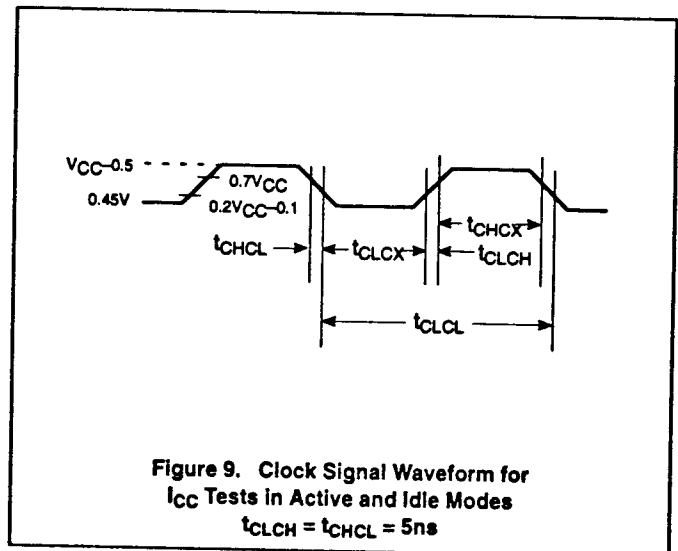 VCC–0.5
0.7VCC
0.45V
0.2VCC–0.1
tCHCX
tCHCL
tCLCX
tCLCH
tCLCL
Figure 9. Clock Signal Waveform for
ICC Tests in Active and Idle Modes
tCLCH = tCHCL = 5ns